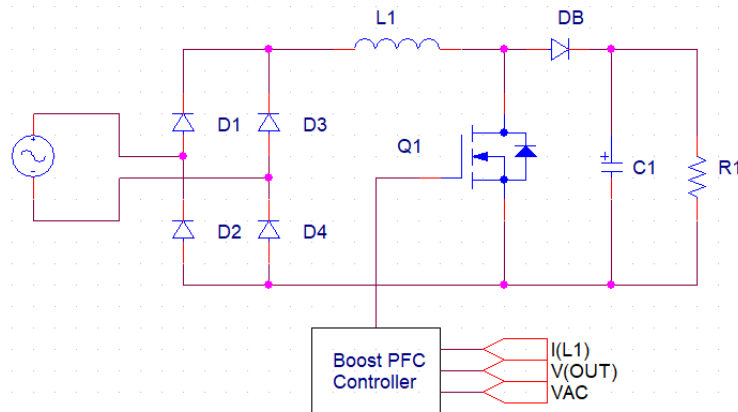 L1
DB
D1
D3
Q1
C1
R1
D2
D4
Boost PFC
Controller
I(L1)
V(OUT)
VAC